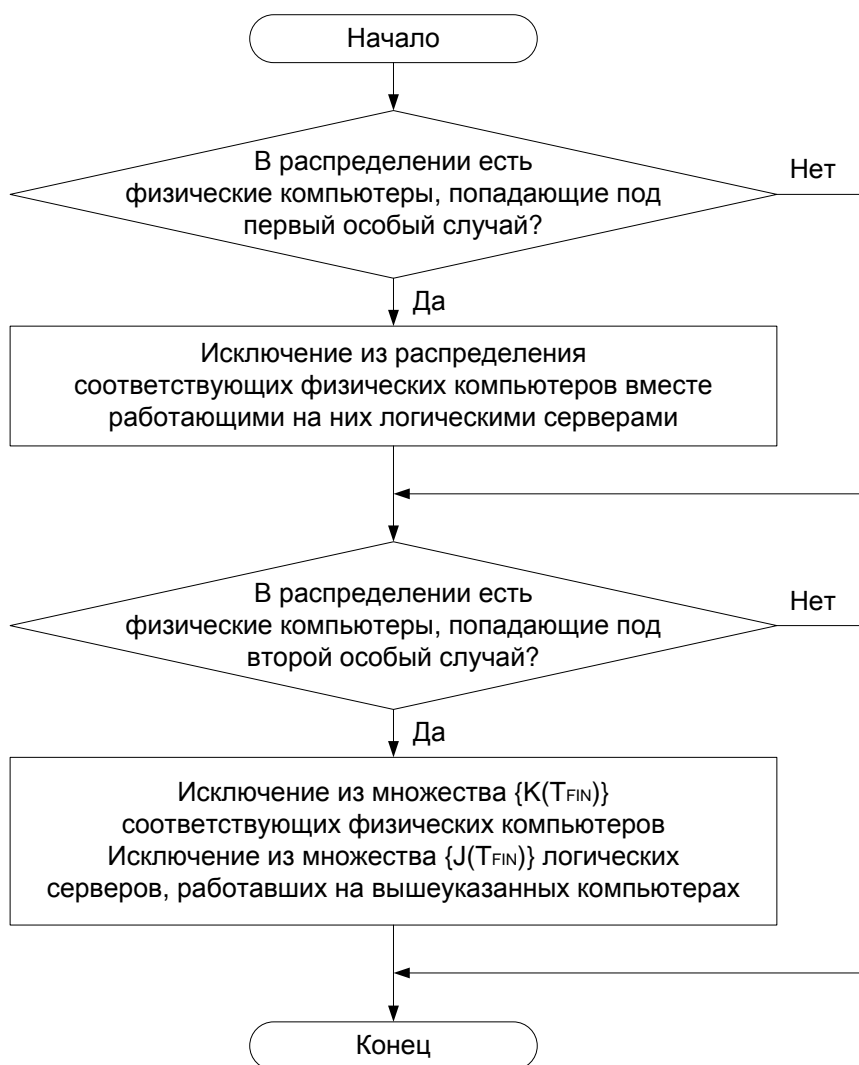 Начало
В распределении есть
физические компьютеры, попадающие под
первый особый случай?
Нет
Да
Исключение из распределения
соответствующих физических компьютеров вместе
работающими на них логическими серверами
В распределении есть
физические компьютеры, попадающие под
второй особый случай?
Нет
Да
Исключение из множества {K(TFIN)}
соответствующих физических компьютеров
Исключение из множества {J(TFIN)} логических
серверов, работавших на вышеуказанных компьютерах
Конец